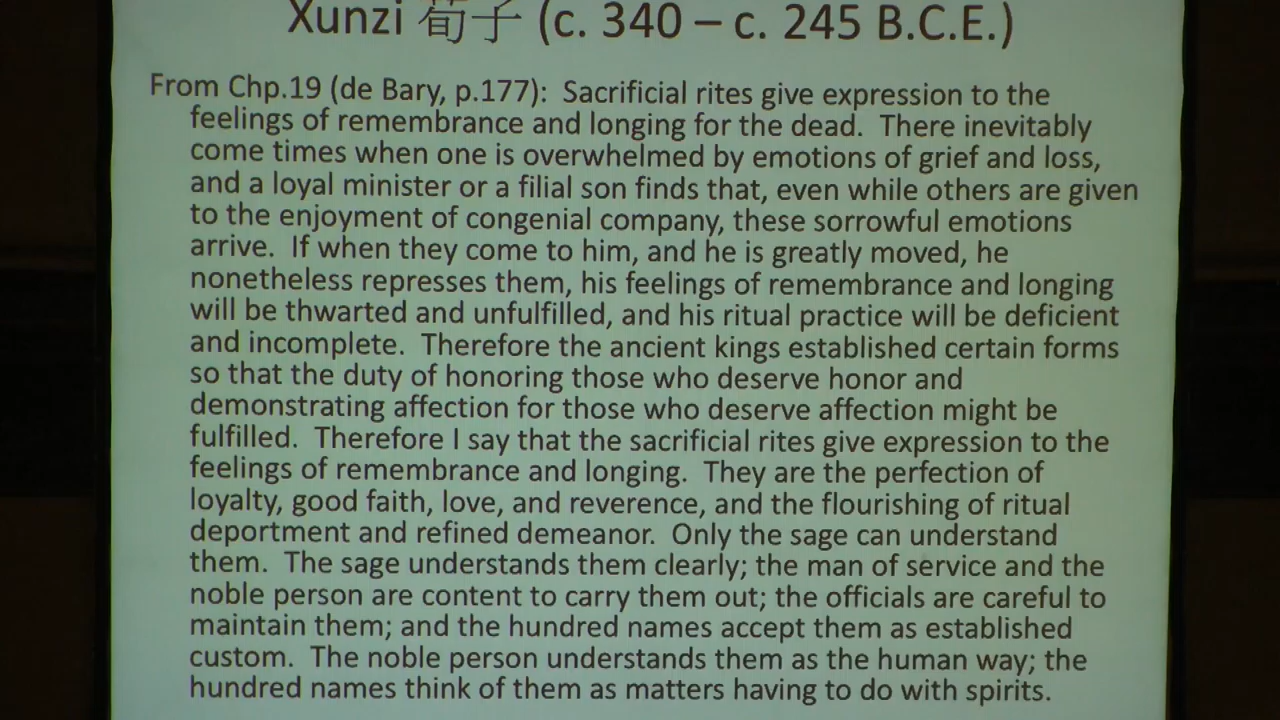 Xunzi 荀子 (c. 340 – c. 245 B.C.E.)
From Chp.19 (de Bary, p.177):  Sacrificial rites give expression to the
feelings of remembrance and longing for the dead.  There inevitably
come times when one is overwhelmed by emotions of grief and loss,
and a loyal minister or a filial son finds that, even while others are given
to the enjoyment of congenial company, these sorrowful emotions
arrive.  If when they come to him, and he is greatly moved, he
nonetheless represses them, his feelings of remembrance and longing
will be thwarted and unfulfilled, and his ritual practice will be deficient
and incomplete.  Therefore the ancient kings established certain forms
so that the duty of honoring those who deserve honor and
demonstrating affection for those who deserve affection might be
fulfilled.  Therefore I say that the sacrificial rites give expression to the
feelings of remembrance and longing.  They are the perfection of
loyalty, good faith, love, and reverence, and the flourishing of ritual
deportment and refined demeanor.  Only the sage can understand
them.  The sage understands them clearly; the man of service and the
noble person are content to carry them out; the officials are careful to
maintain them; and the hundred names accept them as established
custom.  The noble person understands them as the human way; the
hundred names think of them as matters having to do with spirits.